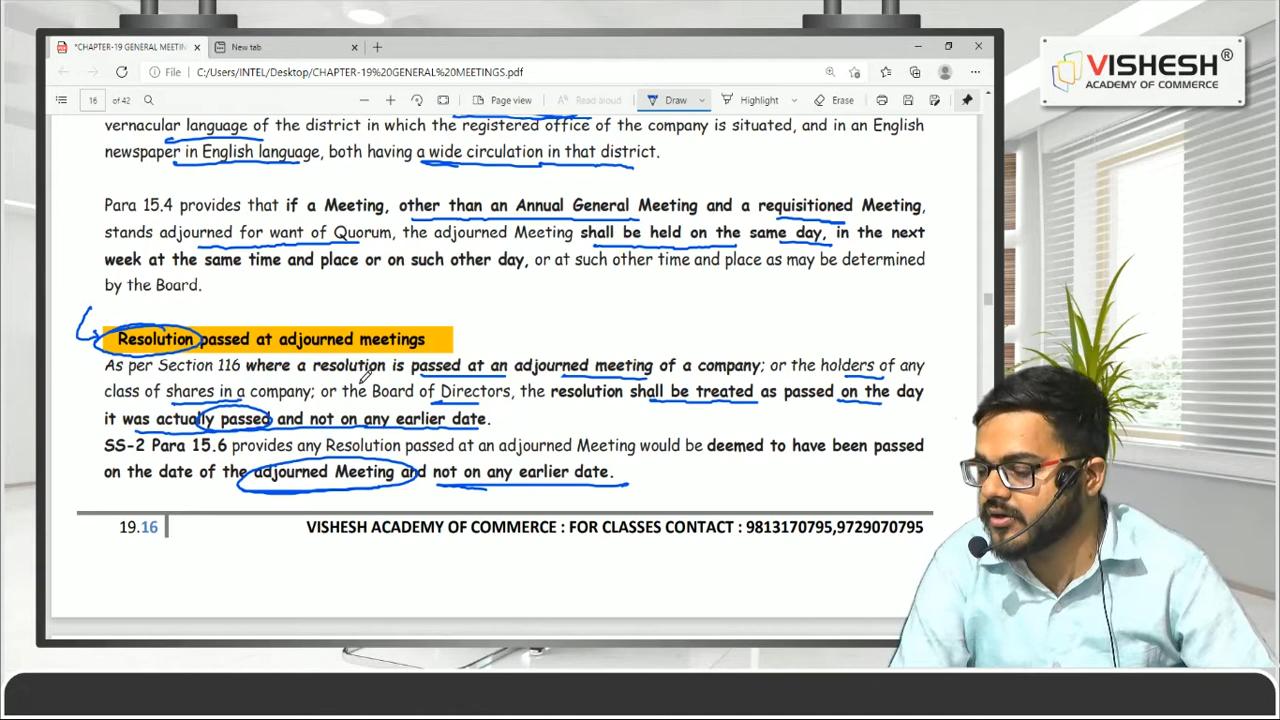 *CHAPTER-19 GENERAL MEETIN
New tab
File
C:/Users/INTEL/Desktop/CHAPTER-19%20GENERAL%20MEETINGS.pdf
16 of 42
Page view
Read aloud
Draw
Highlight
Erase
VISHESH®
ACADEMY OF COMMERCE
vernacular language of the district in which the registered office of the company is situated, and in an English
newspaper in English language, both having a wide circulation in that district.
Para 15.4 provides that if a Meeting, other than an Annual General Meeting and a requisitioned Meeting,
stands adjourned for want of Quorum, the adjourned Meeting shall be held on the same day, in the next
week at the same time and place or on such other day, or at such other time and place as may be determined
by the Board.
Resolution passed at adjourned meetings
As per Section 116 where a resolution is passed at an adjourned meeting of a company; or the holders of any
class of shares in a company; or the Board of Directors, the resolution shall be treated as passed on the day
it was actually passed and not on any earlier date.
SS-2 Para 15.6 provides any Resolution passed at an adjourned Meeting would be deemed to have been passed
on the date of the adjourned Meeting and not on any earlier date.
19.16
VISHESH ACADEMY OF COMMERCE : FOR CLASSES CONTACT : 9813170795,9729070795